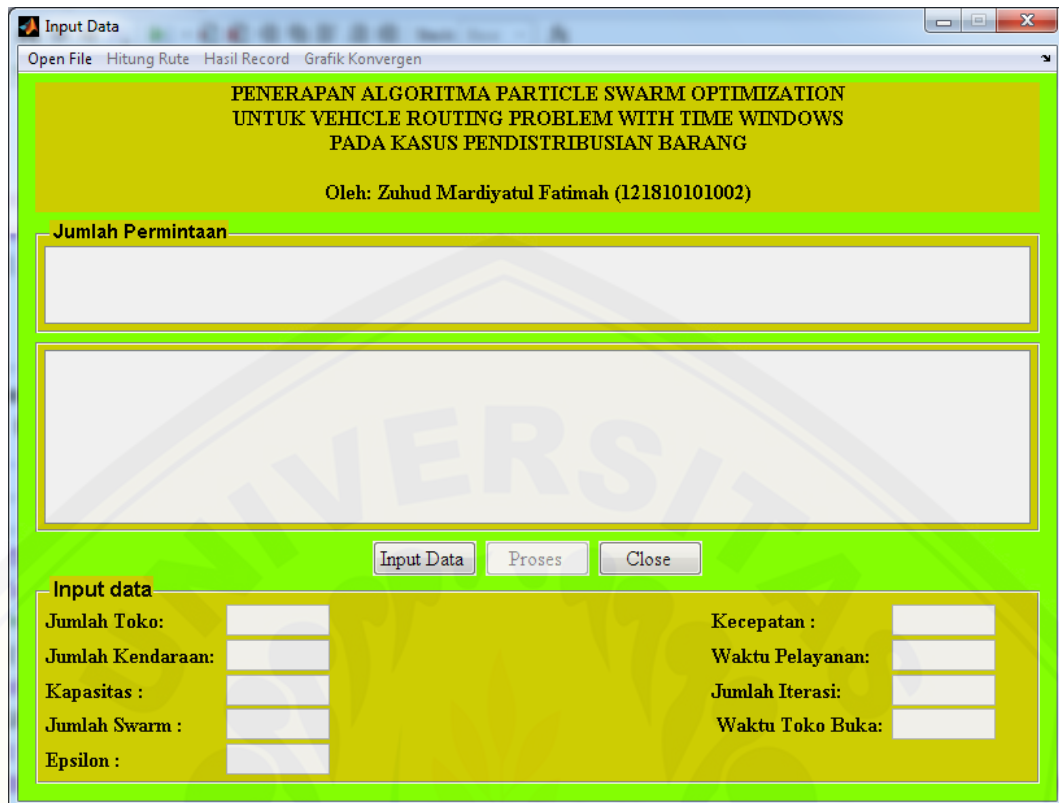 Input Data
Open File Hitung Rute Hasil Record Grafik Konvergen
PENERAPAN ALGORITMA PARTICLE SWARM OPTIMIZATION
UNTUK VEHICLE ROUTING PROBLEM WITH TIME WINDOWS
PADA KASUS PENDISTRIBUSIAN BARANG
Oleh: Zuhud Mardiyatul Fatimah (121810101002)
Jumlah Permintaan
UNIVERSITAS
Input Data Proses Close
Input data
Jumlah Toko:
Jumlah Kendaraan:
Kapasitas :
Jumlah Swarm :
Epsilon :
Kecepatan :
Waktu Pelayanan:
Jumlah Iterasi:
Waktu Toko Buka: